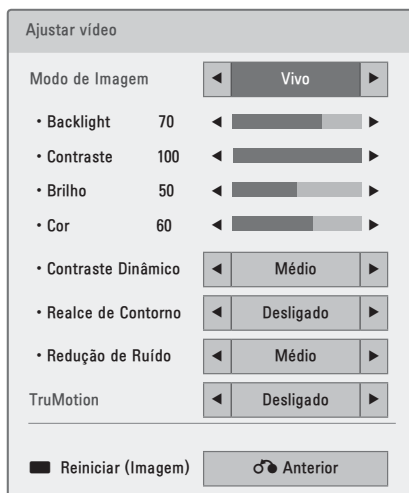 Ajustar vídeo
Modo de Imagem ◄ Vivo ►
• Backlight 70 ◄ ►
• Contraste 100 ◄ ►
• Brilho 50 ◄ ►
• Cor 60 ◄ ►
• Contraste Dinâmico ◄ Médio ►
• Realce de Contorno ◄ Desligado ►
• Redução de Ruído ◄ Médio ►
TruMotion ◄ Desligado ►
Reiniciar (Imagem) Anterior